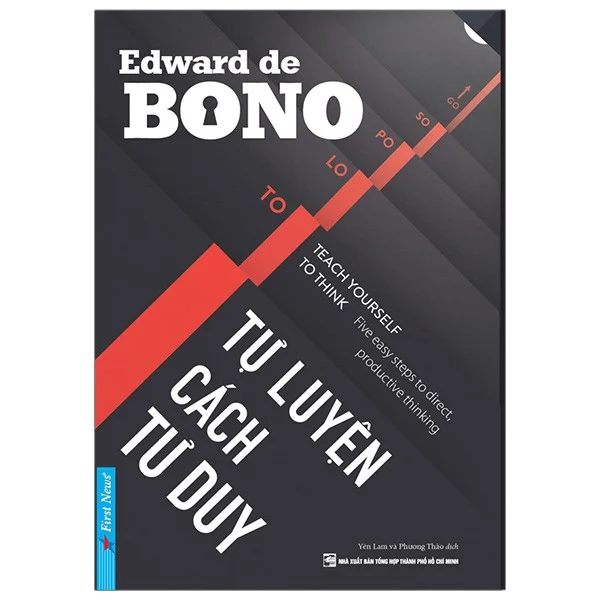 Edward de
BONO
TO
LO
PO
SO
GO
TEACH YOURSELF
TO THINK
Five easy steps to direct,
productive thinking
TỰ LUYỆN
CÁCH
TƯ DUY
First News
Yên Lam và Phương Thảo dịch
NHÀ XUẤT BẢN TỔNG HỢP THÀNH PHỐ HỒ CHÍ MINH